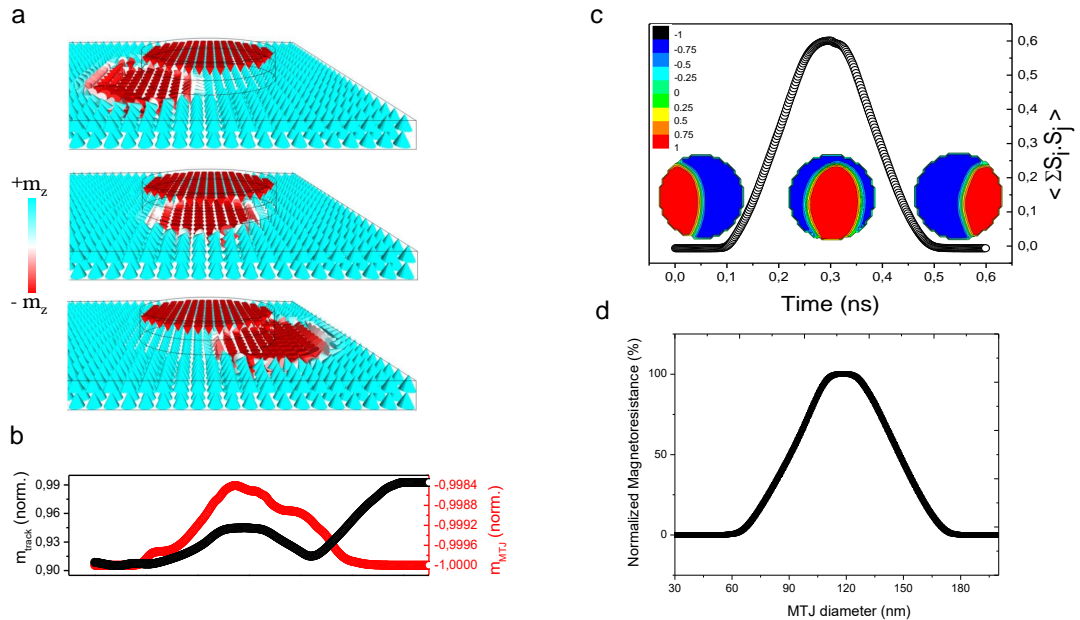 a
+m_z
- m_z
b
0,99
0,96
0,93
0,90
m_track (norm.)
-0,9984
-0,9988
-0,9992
-0,9996
-1,0000
m_MTJ (norm.)
c
-1
-0.75
-0.5
-0.25
0
0.25
0.5
0.75
1
0,6
0,5
0,4
0,3
0,2
0,1
0,0
< ΣS_i.S_j >
0,0 0,1 0,2 0,3 0,4 0,5 0,6
Time (ns)
d
100
50
0
Normalized Magnetoresistance (%)
30 60 90 120 150 180
MTJ diameter (nm)